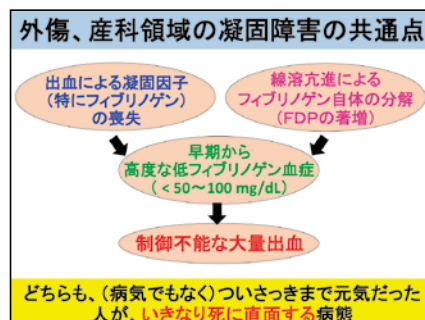 外傷、産科領域の凝固障害の共通点
出血による凝固因子
(特にフィブリノゲン)
の喪失
線溶亢進による
フィブリノゲン自体の分解
(FDPの著増)
早期から
高度な低フィブリノゲン血症
(<50〜100 mg/dL)
制御不能な大量出血
どちらも、(病気でもなく)ついさっきまで元気だった
人が、いきなり死に直面する病態